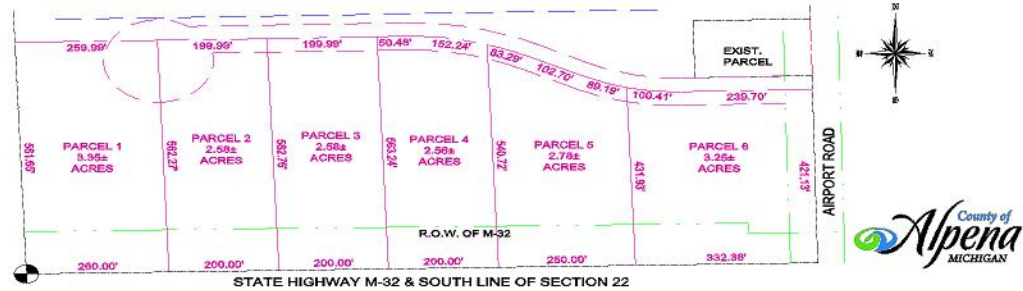 259.99' 199.99' 199.99' 50.48' 152.24' 83.29' 102.70' 89.19' 100.41' 239.70'
EXIST.
PARCEL
N
S
561.65'
PARCEL 1
3.35±
ACRES
562.27'
PARCEL 2
2.58±
ACRES
562.76'
PARCEL 3
2.58±
ACRES
563.24'
PARCEL 4
2.56±
ACRES
540.72'
PARCEL 5
2.78±
ACRES
431.93'
PARCEL 6
3.25±
ACRES
421.13'
AIRPORT ROAD
R.O.W. OF M-32
260.00' 200.00' 200.00' 200.00' 250.00' 332.38'
STATE HIGHWAY M-32 & SOUTH LINE OF SECTION 22
County of
Alpena
MICHIGAN